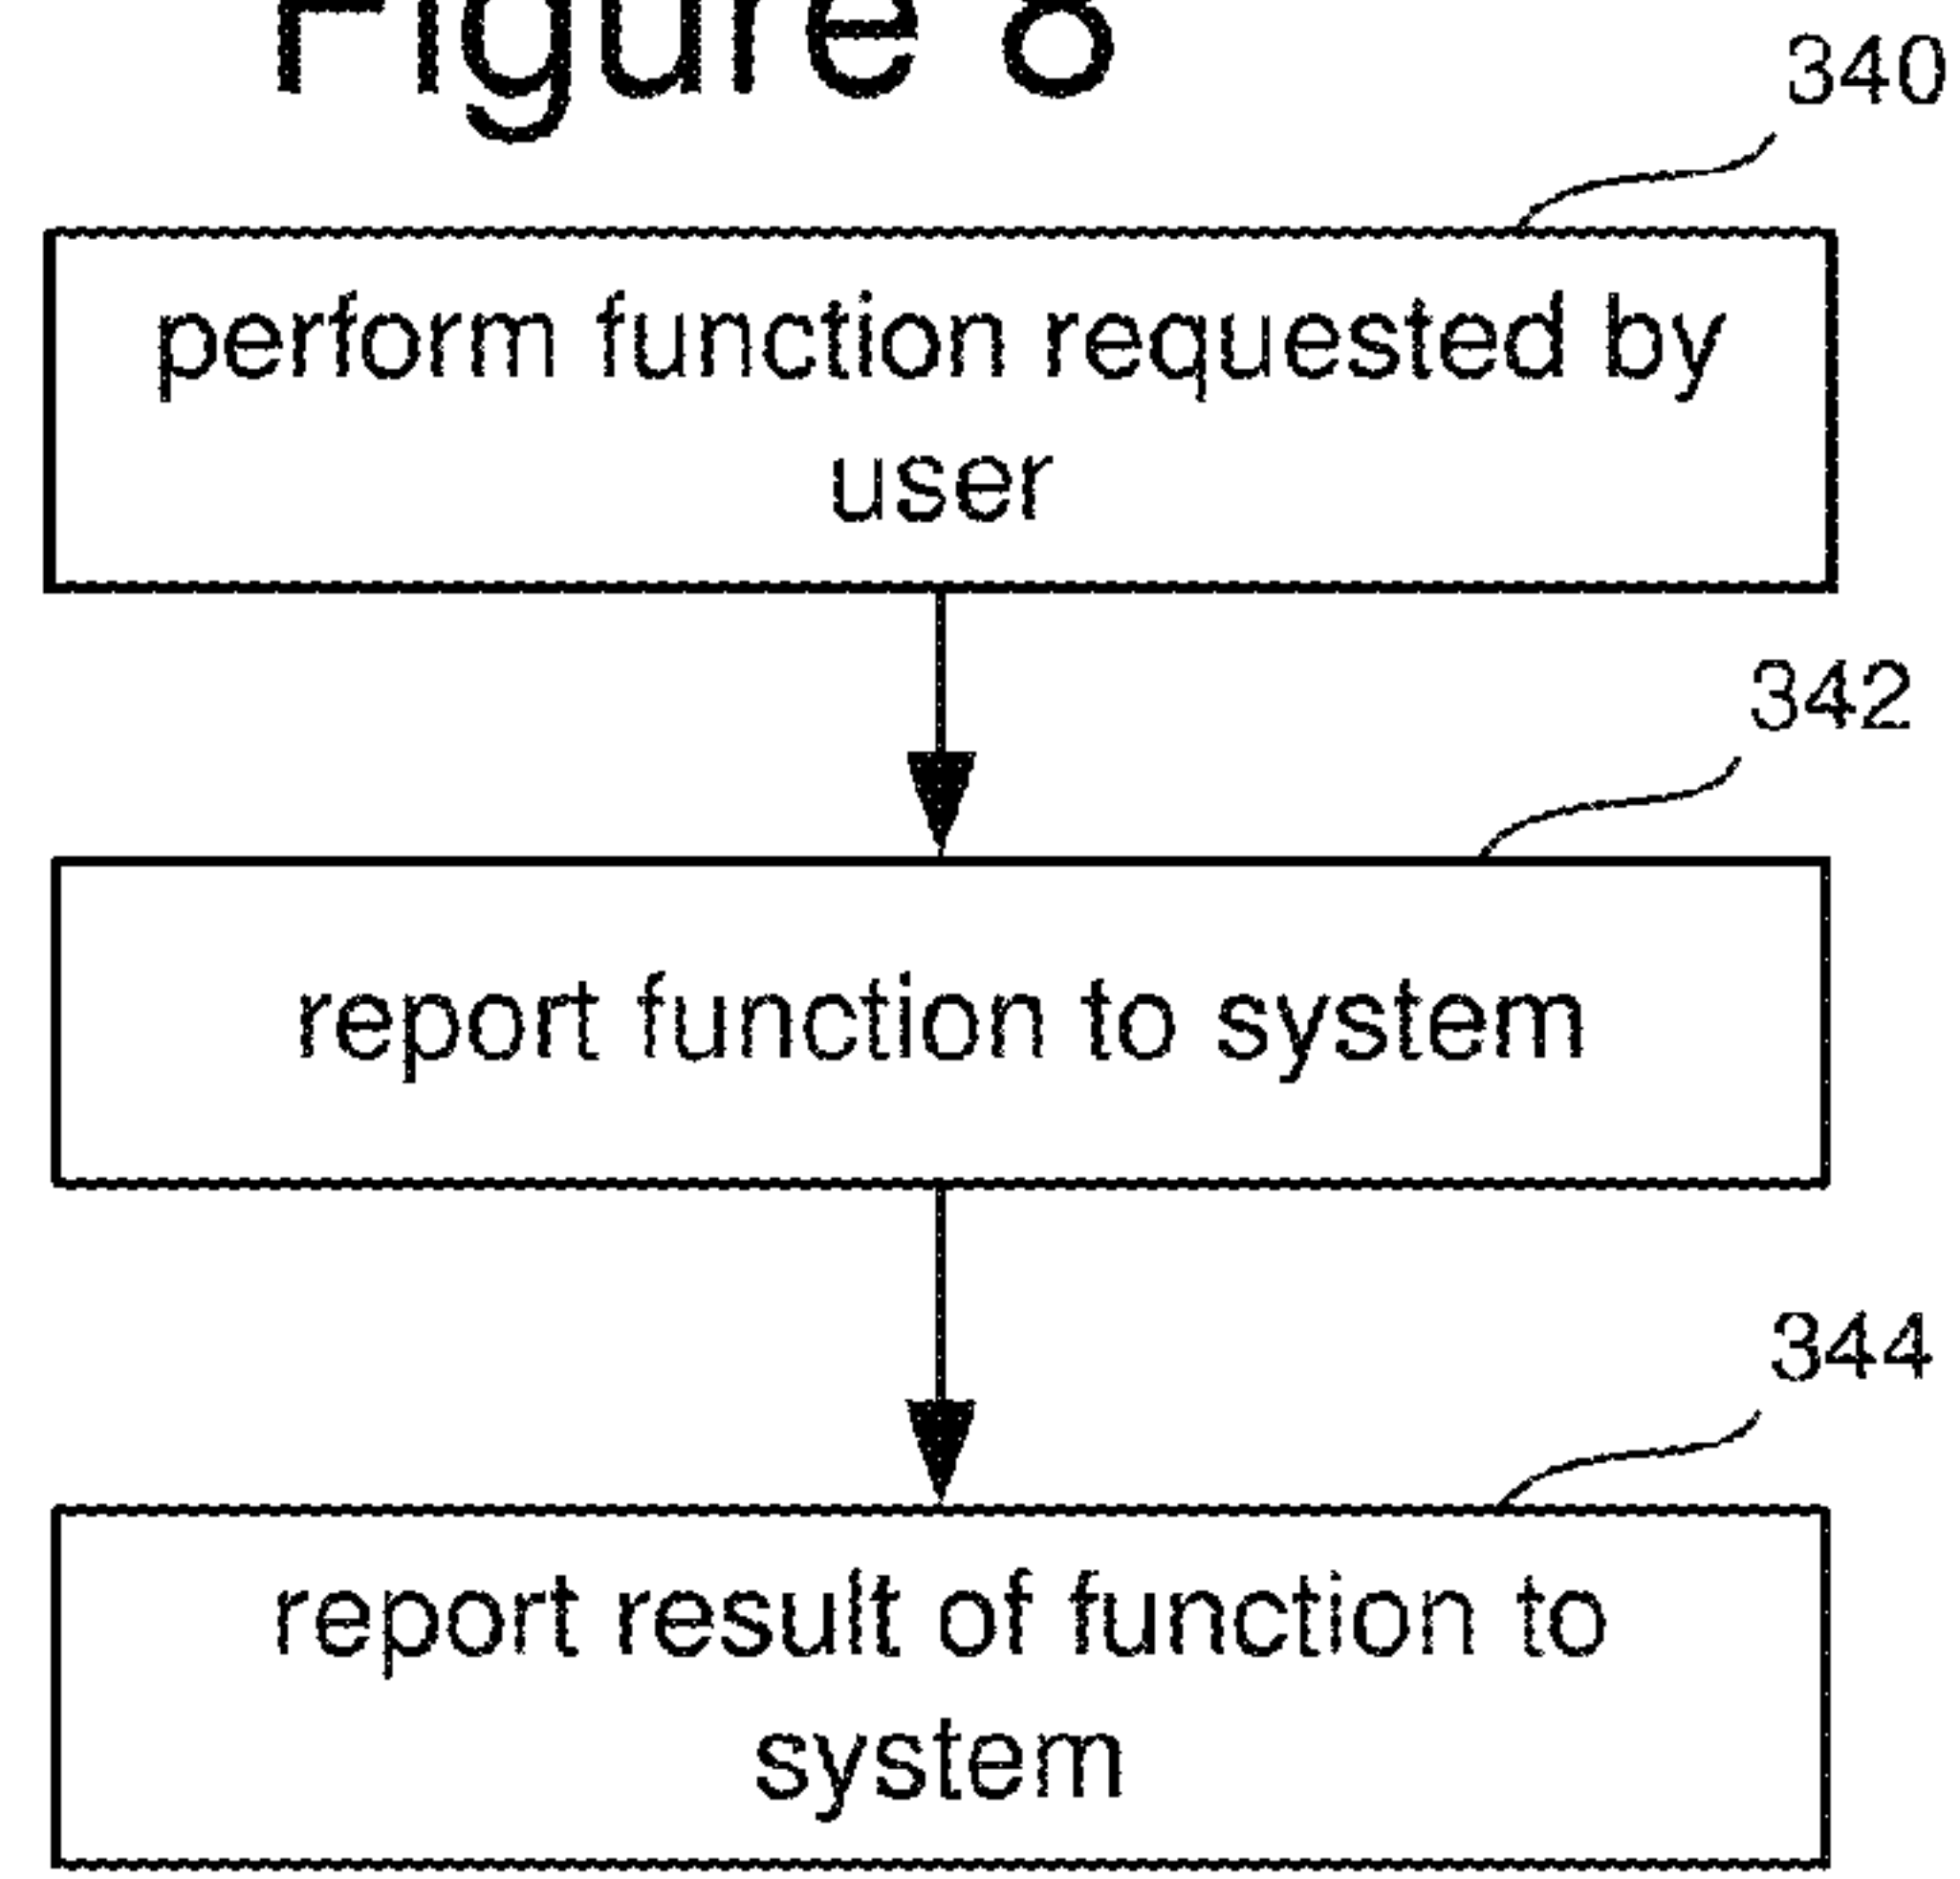 Figure 8
340
perform function requested by
user
342
report function to system
344
report result of function to
system